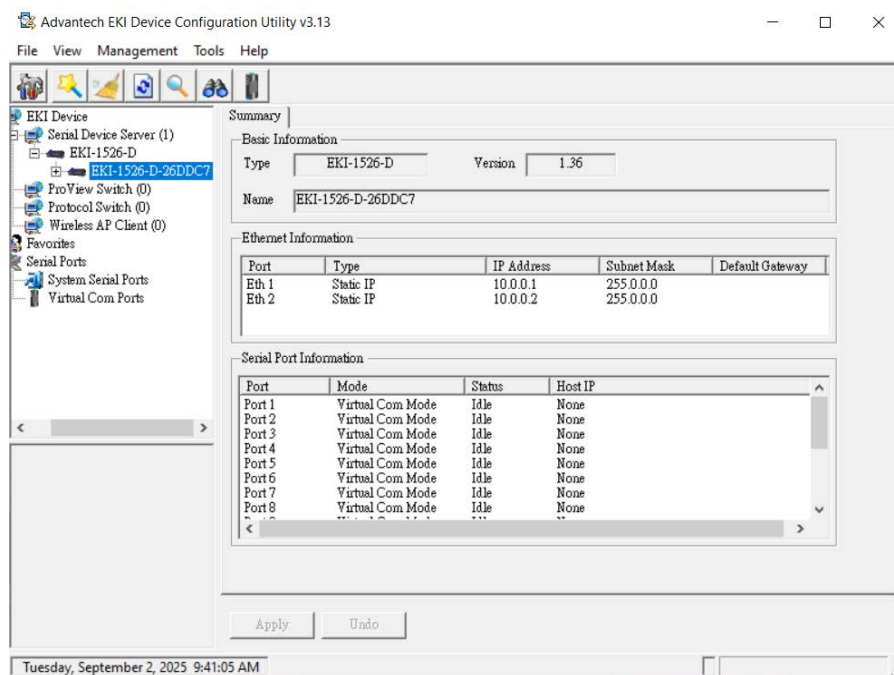 Advantech EKI Device Configuration Utility v3.13
File View Management Tools Help
EKI Device
Serial Device Server (1)
EKI-1526-D
EKI-1526-D-26DDC7
ProView Switch (0)
Protocol Switch (0)
Wireless AP Client (0)
Favorites
Serial Ports
System Serial Ports
Virtual Com Ports
Summary
Basic Information
Type EKI-1526-D Version 1.36
Name EKI-1526-D-26DDC7
Ethernet Information
Port Type IP Address Subnet Mask Default Gateway
Eth 1 Static IP 10.0.0.1 255.0.0.0
Eth 2 Static IP 10.0.0.2 255.0.0.0
Serial Port Information
Port Mode Status Host IP
Port 1 Virtual Com Mode Idle None
Port 2 Virtual Com Mode Idle None
Port 3 Virtual Com Mode Idle None
Port 4 Virtual Com Mode Idle None
Port 5 Virtual Com Mode Idle None
Port 6 Virtual Com Mode Idle None
Port 7 Virtual Com Mode Idle None
Port 8 Virtual Com Mode Idle None
Apply Undo
Tuesday, September 2, 2025 9:41:05 AM